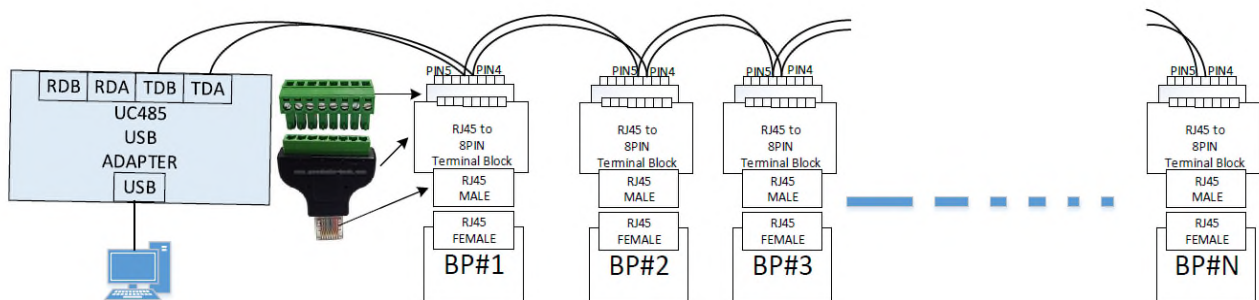 RDB RDA TDB TDA
UC485
USB
ADAPTER
USB
PIN5 PIN4
RJ45 to
8PIN
Terminal Block
RJ45
MALE
RJ45
FEMALE
BP#1
PIN5 PIN4
RJ45 to
8PIN
Terminal Block
RJ45
MALE
RJ45
FEMALE
BP#2
PIN5 PIN4
RJ45 to
8PIN
Terminal Block
RJ45
MALE
RJ45
FEMALE
BP#3
PIN5 PIN4
RJ45 to
8PIN
Terminal Block
RJ45
MALE
RJ45
FEMALE
BP#N